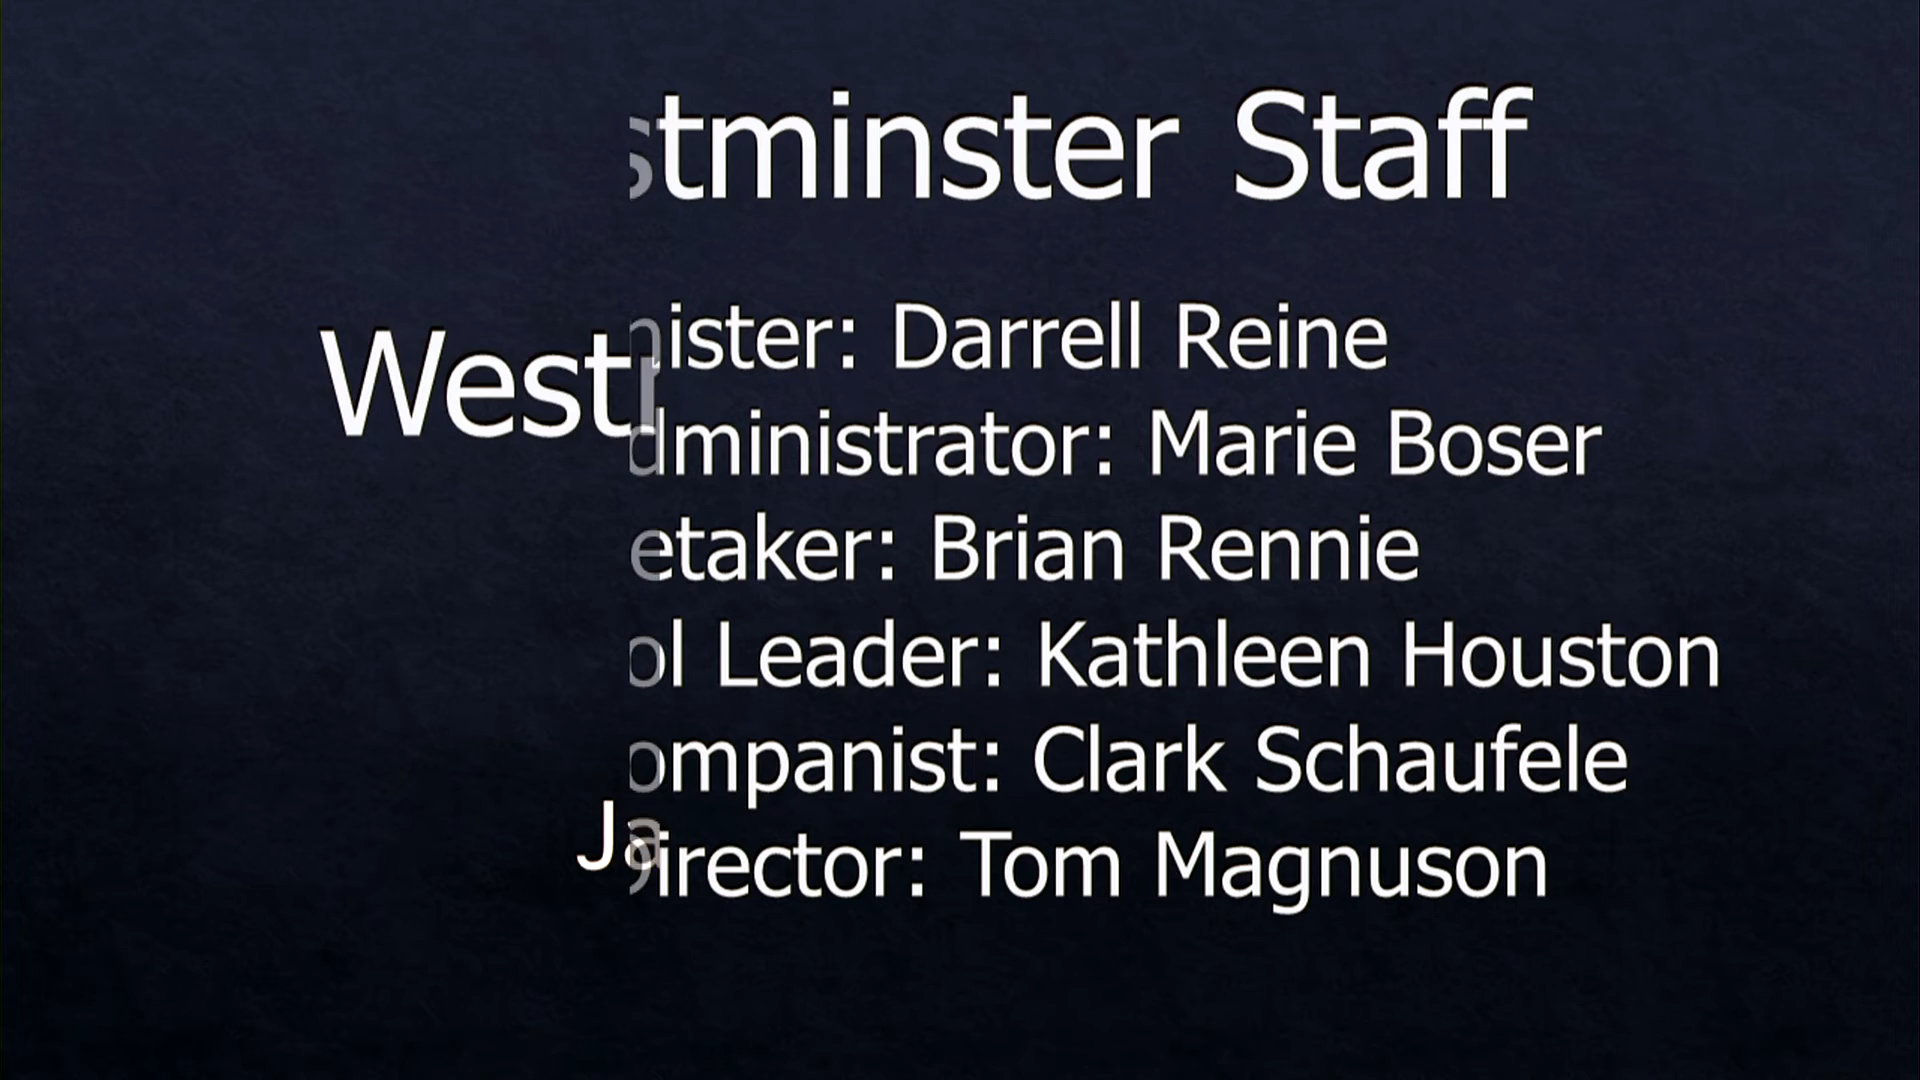 stminster Staff
nister: Darrell Reine
West
dministrator: Marie Boser
etaker: Brian Rennie
ol Leader: Kathleen Houston
ompanist: Clark Schaufele
Ja
Director: Tom Magnuson